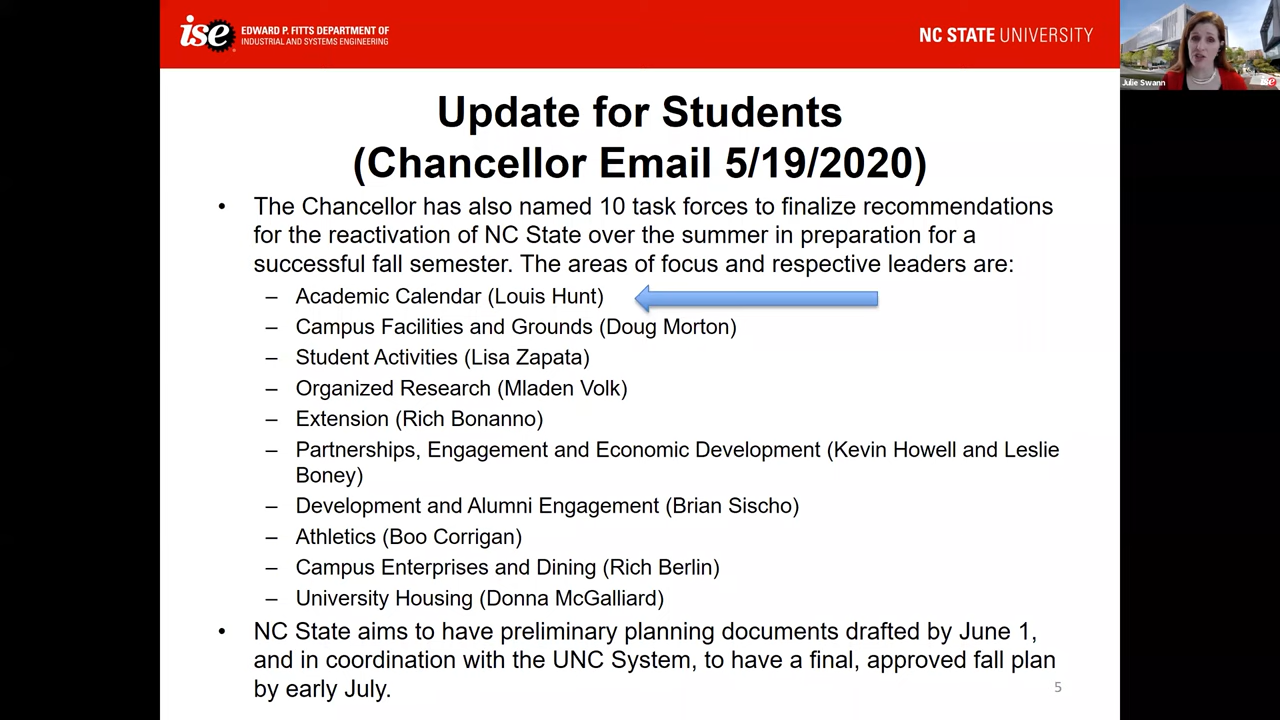 ise EDWARD P. FITTS DEPARTMENT OF
INDUSTRIAL AND SYSTEMS ENGINEERING
NC STATE UNIVERSITY
Julie Swann
ise
Update for Students
(Chancellor Email 5/19/2020)
• The Chancellor has also named 10 task forces to finalize recommendations
for the reactivation of NC State over the summer in preparation for a
successful fall semester. The areas of focus and respective leaders are:
– Academic Calendar (Louis Hunt)
– Campus Facilities and Grounds (Doug Morton)
– Student Activities (Lisa Zapata)
– Organized Research (Mladen Volk)
– Extension (Rich Bonanno)
– Partnerships, Engagement and Economic Development (Kevin Howell and Leslie
Boney)
– Development and Alumni Engagement (Brian Sischo)
– Athletics (Boo Corrigan)
– Campus Enterprises and Dining (Rich Berlin)
– University Housing (Donna McGalliard)
• NC State aims to have preliminary planning documents drafted by June 1,
and in coordination with the UNC System, to have a final, approved fall plan
by early July.
5